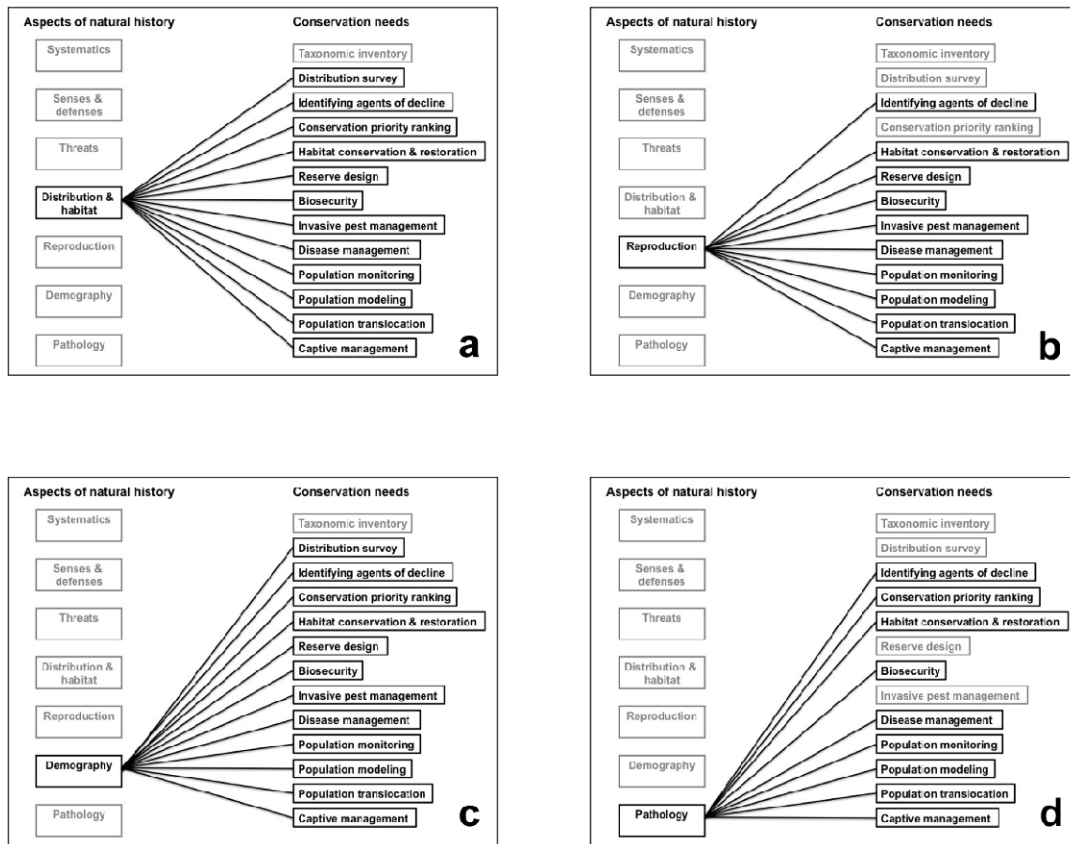 Aspects of natural history
Conservation needs
Systematics
Senses &
defenses
Threats
Distribution &
habitat
Reproduction
Demography
Pathology
Taxonomic inventory
Distribution survey
Identifying agents of decline
Conservation priority ranking
Habitat conservation & restoration
Reserve design
Biosecurity
Invasive pest management
Disease management
Population monitoring
Population modeling
Population translocation
Captive management
a
Aspects of natural history
Conservation needs
Systematics
Senses &
defenses
Threats
Distribution &
habitat
Reproduction
Demography
Pathology
Taxonomic inventory
Distribution survey
Identifying agents of decline
Conservation priority ranking
Habitat conservation & restoration
Reserve design
Biosecurity
Invasive pest management
Disease management
Population monitoring
Population modeling
Population translocation
Captive management
b
Aspects of natural history
Conservation needs
Systematics
Senses &
defenses
Threats
Distribution &
habitat
Reproduction
Demography
Pathology
Taxonomic inventory
Distribution survey
Identifying agents of decline
Conservation priority ranking
Habitat conservation & restoration
Reserve design
Biosecurity
Invasive pest management
Disease management
Population monitoring
Population modeling
Population translocation
Captive management
c
Aspects of natural history
Conservation needs
Systematics
Senses &
defenses
Threats
Distribution &
habitat
Reproduction
Demography
Pathology
Taxonomic inventory
Distribution survey
Identifying agents of decline
Conservation priority ranking
Habitat conservation & restoration
Reserve design
Biosecurity
Invasive pest management
Disease management
Population monitoring
Population modeling
Population translocation
Captive management
d